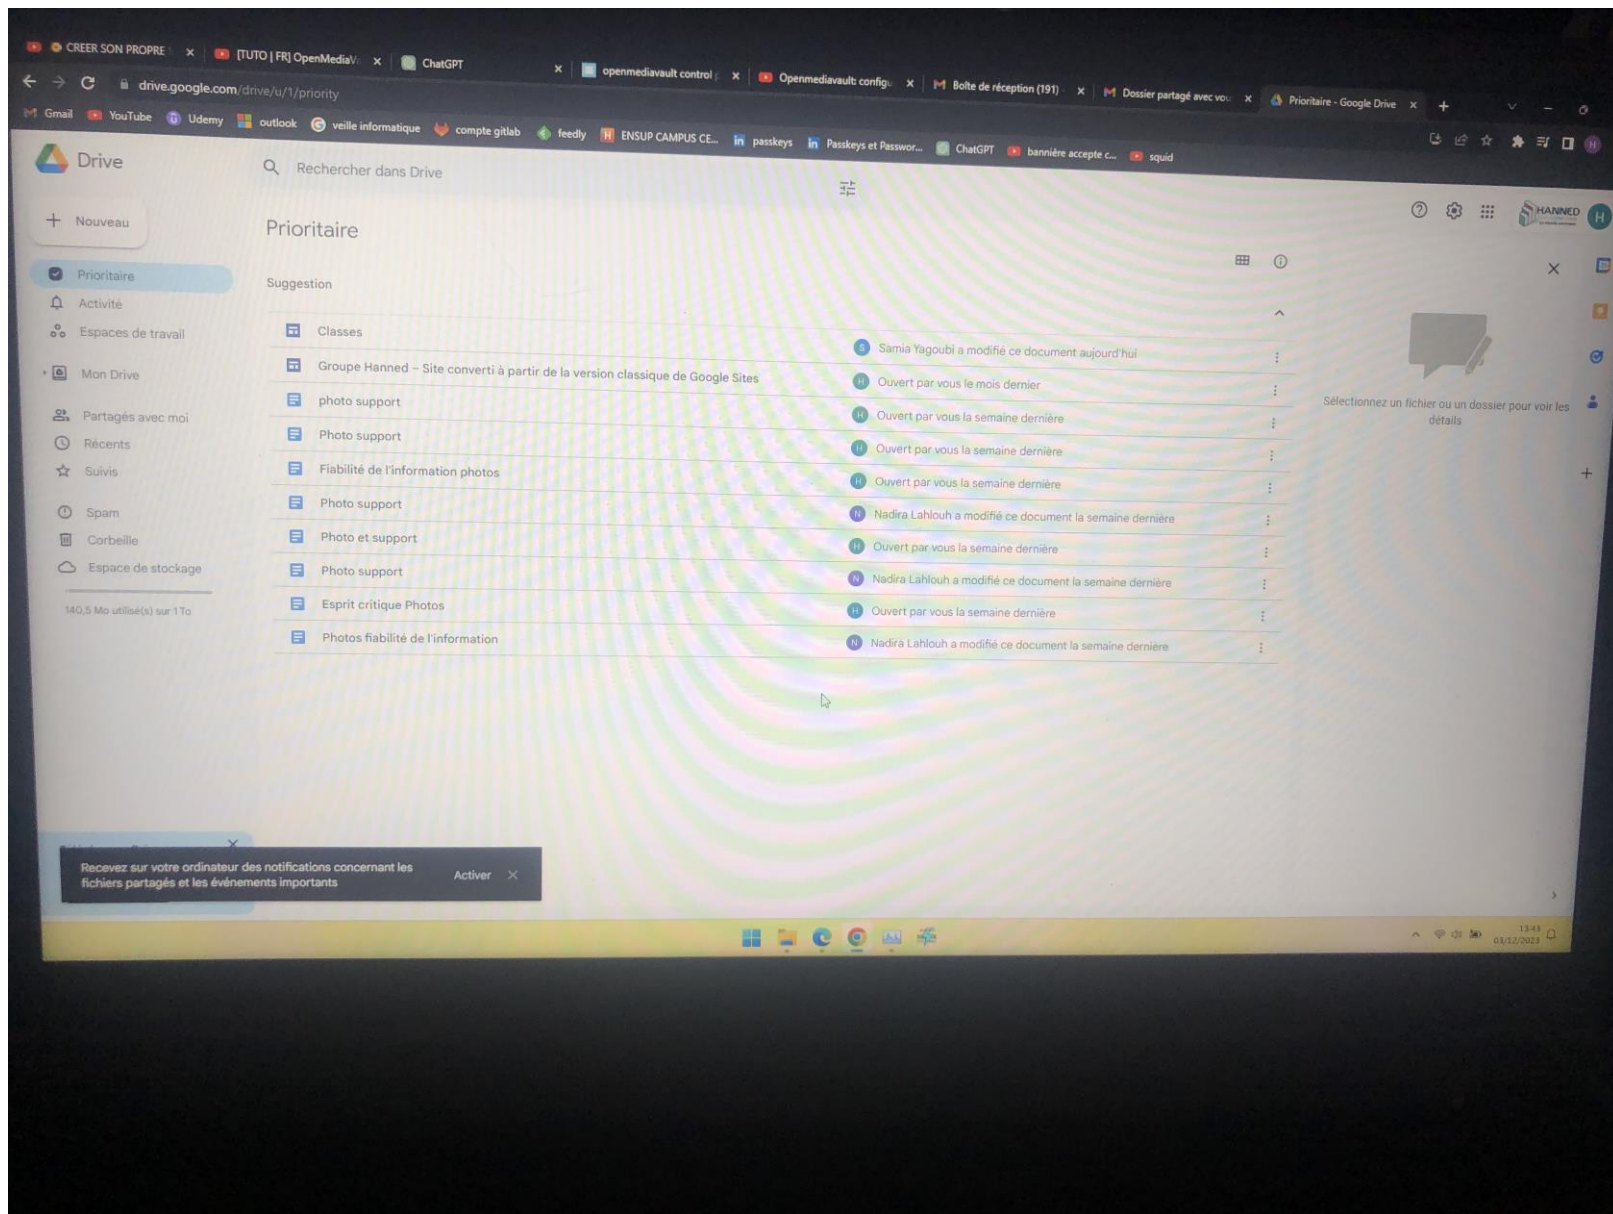 CREER SON PROPRE
[TUTO | FR] OpenMediaV
ChatGPT
openmediavault control p
Openmediavault: configu
Boîte de réception (191)
Dossier partagé avec vou
Prioritaire - Google Drive
drive.google.com/drive/u/1/priority
Gmail
YouTube
Udemy
outlook
veille informatique
compte gitlab
feedly
ENSUP CAMPUS CE...
passkeys
Passkeys et Passwor...
ChatGPT
bannière accepte c...
squid
Drive
Rechercher dans Drive
HANNED
H
Nouveau
Prioritaire
Prioritaire
Activité
Espaces de travail
Mon Drive
Partagés avec moi
Récents
Suivis
Spam
Corbeille
Espace de stockage
140,5 Mo utilisé(s) sur 1 To
Suggestion
Classes
Samia Yagoubi a modifié ce document aujourd'hui
Groupe Hanned – Site converti à partir de la version classique de Google Sites
Ouvert par vous le mois dernier
photo support
Ouvert par vous la semaine dernière
Photo support
Ouvert par vous la semaine dernière
Fiabilité de l'information photos
Ouvert par vous la semaine dernière
Photo support
Nadira Lahlouh a modifié ce document la semaine dernière
Photo et support
Ouvert par vous la semaine dernière
Photo support
Nadira Lahlouh a modifié ce document la semaine dernière
Esprit critique Photos
Ouvert par vous la semaine dernière
Photos fiabilité de l'information
Nadira Lahlouh a modifié ce document la semaine dernière
Sélectionnez un fichier ou un dossier pour voir les
détails
Recevez sur votre ordinateur des notifications concernant les
fichiers partagés et les événements importants
Activer
13:43
03/12/2023